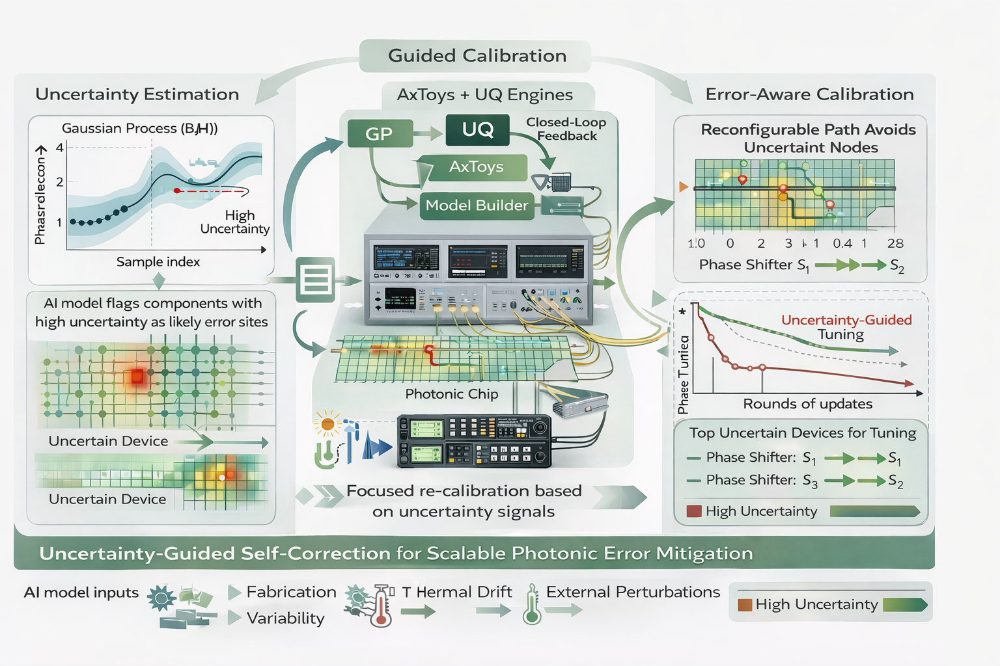 Guided Calibration
Uncertainty Estimation
Gaussian Process
4
2
1
High
Uncertainty
Sample index
AI model flags components with
high uncertainty as likely error sites
Uncertain Device
Uncertain Device
AxToys + UQ Engines
GP
UQ
Closed-Loop
Feedback
AxToys
Model Builder
Photonic Chip
Focused re-calibration based
on uncertainty signals
Error-Aware Calibration
Reconfigurable Path Avoids
Uncertaint Nodes
1.0 0 2 3 1 0.4 1 28
Phase Shifter S1 S2
Uncertainty-Guided
Tuning
Phase
Rounds of updates
Top Uncertain Devices for Tuning
Phase Shifter: S1 S1
Phase Shifter: S3 S2
High Uncertainty
Uncertainty-Guided Self-Correction for Scalable Photonic Error Mitigation
AI model inputs
Fabrication
Variability
T Hermal Drift
External Perturbations
High Uncertainty